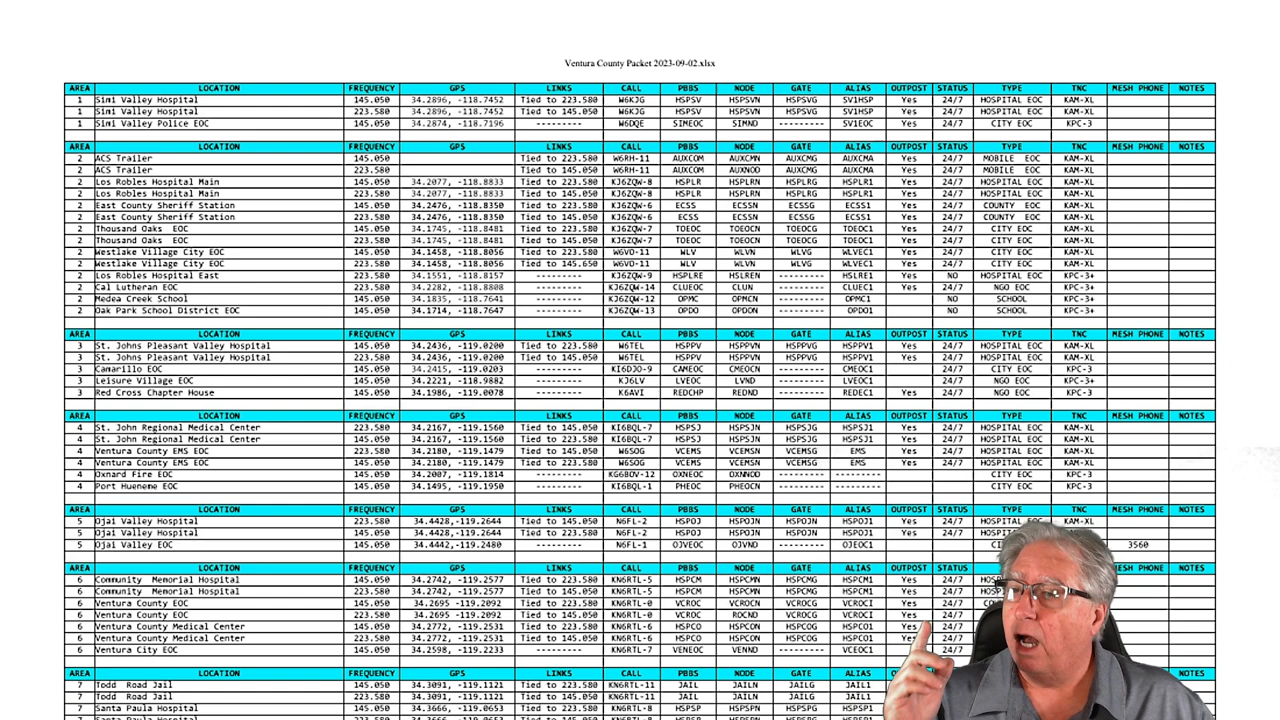 Ventura County Packet 2023-09-02.xlsx
AREA LOCATION FREQUENCY GPS LINKS CALL PBBS NODE GATE ALIAS OUTPOST STATUS TYPE TNC MESH PHONE NOTES
1 Simi Valley Hospital 145.050 34.2896, -118.7452 Tied to 223.580 W6KJG HSPSV HSPSVN HSPSVG SV1HSP Yes 24/7 HOSPITAL EOC KAM-XL
1 Simi Valley Hospital 223.580 34.2896, -118.7452 Tied to 145.050 W6KJG HSPSV HSPSVN HSPSVG SV1HSP Yes 24/7 HOSPITAL EOC KAM-XL
1 Simi Valley Police EOC 145.050 34.2874, -118.7196 --------- W6DQE SIMEOC SIMND --------- SV1EOC Yes 24/7 CITY EOC KPC-3
AREA LOCATION FREQUENCY GPS LINKS CALL PBBS NODE GATE ALIAS OUTPOST STATUS TYPE TNC MESH PHONE NOTES
2 ACS Trailer 145.050 Tied to 223.580 W6RH-11 AUXCOM AUXCMN AUXCMG AUXCMA Yes 24/7 MOBILE EOC KAM-XL
2 ACS Trailer 223.580 Tied to 145.050 W6RH-11 AUXCOM AUXNOD AUXCMG AUXCMA Yes 24/7 MOBILE EOC KAM-XL
2 Los Robles Hospital Main 145.050 34.2077, -118.8833 Tied to 223.580 KJ6ZQW-8 HSPLR HSPLRN HSPLRG HSPLR1 Yes 24/7 HOSPITAL EOC KAM-XL
2 Los Robles Hospital Main 223.580 34.2077, -118.8833 Tied to 145.050 KJ6ZQW-8 HSPLR HSPLRN HSPLRG HSPLR1 Yes 24/7 HOSPITAL EOC KAM-XL
2 East County Sheriff Station 145.050 34.2476, -118.8350 Tied to 223.580 KJ6ZQW-6 ECSS ECSSN ECSSG ECSS1 Yes 24/7 COUNTY EOC KAM-XL
2 East County Sheriff Station 223.580 34.2476, -118.8350 Tied to 145.050 KJ6ZQW-6 ECSS ECSSN ECSSG ECSS1 Yes 24/7 COUNTY EOC KAM-XL
2 Thousand Oaks EOC 145.050 34.1745, -118.8481 Tied to 223.580 KJ6ZQW-7 TOEOC TOEOCN TOEOCG TOEOC1 Yes 24/7 CITY EOC KAM-XL
2 Thousand Oaks EOC 223.580 34.1745, -118.8481 Tied to 145.050 KJ6ZQW-7 TOEOC TOEOCN TOEOCG TOEOC1 Yes 24/7 CITY EOC KAM-XL
2 Westlake Village City EOC 145.050 34.1458, -118.8056 Tied to 223.580 W6VO-11 WLV WLVN WLVG WLVEC1 Yes 24/7 CITY EOC KAM-XL
2 Westlake Village City EOC 223.580 34.1458, -118.8056 Tied to 145.650 W6VO-11 WLV WLVN WLVG WLVEC1 Yes 24/7 CITY EOC KAM-XL
2 Los Robles Hospital East 145.050 34.1551, -118.8157 --------- KJ6ZQW-9 HSPLRE HSLREN --------- HSLRE1 Yes NO HOSPITAL EOC KPC-3+
2 Cal Lutheran EOC 223.580 34.2282, -118.8808 --------- KJ6ZQW-14 CLUEOC CLUN --------- CLUEC1 Yes 24/7 NGO EOC KPC-3+
2 Medea Creek School 145.050 34.1835, -118.7641 --------- KJ6ZQW-12 OPMC OPMCN --------- OPMC1 NO SCHOOL KPC-3+
2 Oak Park School District EOC 145.050 34.1714, -118.7647 --------- KJ6ZQW-13 OPDO OPDON --------- OPDO1 NO SCHOOL KPC-3+
AREA LOCATION FREQUENCY GPS LINKS CALL PBBS NODE GATE ALIAS OUTPOST STATUS TYPE TNC MESH PHONE NOTES
3 St. Johns Pleasant Valley Hospital 145.050 34.2436, -119.0200 Tied to 223.580 W6TEL HSPPV HSPPVN HSPPVG HSPPV1 Yes 24/7 HOSPITAL EOC KAM-XL
3 St. Johns Pleasant Valley Hospital 223.580 34.2436, -119.0200 Tied to 145.050 W6TEL HSPPV HSPPVN HSPPVG HSPPV1 Yes 24/7 HOSPITAL EOC KAM-XL
3 Camarillo EOC 145.050 34.2415, -119.0203 --------- KI6DJO-9 CAMEOC CMEOCN --------- CMEOC1 24/7 CITY EOC KPC-3
3 Leisure Village EOC 145.050 34.2221, -118.9882 --------- KJ6LV LVEOC LVND --------- LVEOC1 24/7 NGO EOC KPC-3+
3 Red Cross Chapter House 145.050 34.1986, -119.0078 --------- K6AVI REDCHP REDND --------- REDEC1 Yes 24/7 NGO EOC KPC-3
AREA LOCATION FREQUENCY GPS LINKS CALL PBBS NODE GATE ALIAS OUTPOST STATUS TYPE TNC MESH PHONE NOTES
4 St. John Regional Medical Center 223.580 34.2167, -119.1560 Tied to 145.050 KI6BQL-7 HSPSJ HSPSJN HSPSJG HSPSJ1 Yes 24/7 HOSPITAL EOC KAM-XL
4 St. John Regional Medical Center 145.050 34.2167, -119.1560 Tied to 223.580 KI6BQL-7 HSPSJ HSPSJN HSPSJG HSPSJ1 Yes 24/7 HOSPITAL EOC KAM-XL
4 Ventura County EMS EOC 223.580 34.2180, -119.1479 Tied to 145.050 W6SOG VCEMS VCEMSN VCEMSG EMS Yes 24/7 HOSPITAL EOC KAM-XL
4 Ventura County EMS EOC 145.050 34.2180, -119.1479 Tied to 223.580 W6SOG VCEMS VCEMSN VCEMSG EMS Yes 24/7 HOSPITAL EOC KAM-XL
4 Oxnard Fire EOC 145.050 34.2007, -119.1814 --------- KG6BOV-12 OXNEOC OXNNOD --------- --------- CITY EOC KPC-3
4 Port Hueneme EOC 145.050 34.1495, -119.1950 --------- KI6BQL-1 PHEOC PHEOCN --------- --------- 24/7 CITY EOC KPC-3
AREA LOCATION FREQUENCY GPS LINKS CALL PBBS NODE GATE ALIAS OUTPOST STATUS TYPE TNC MESH PHONE NOTES
5 Ojai Valley Hospital 223.580 34.4428,-119.2644 Tied to 145.050 N6FL-2 HSPOJ HSPOJN HSPOJN HSPOJ1 Yes 24/7 HOSPITAL EOC KAM-XL
5 Ojai Valley Hospital 145.050 34.4428,-119.2644 Tied to 223.580 N6FL-2 HSPOJ HSPOJN HSPOJN HSPOJ1 Yes 24/7
5 Ojai Valley EOC 145.050 34.4442,-119.2480 --------- N6FL-1 OJVEOC OJVND --------- OJEOC1 24/7 3560
AREA LOCATION FREQUENCY GPS LINKS CALL PBBS NODE GATE ALIAS OUTPOST STATUS MESH PHONE NOTES
6 Community Memorial Hospital 145.050 34.2742, -119.2577 Tied to 223.580 KN6RTL-5 HSPCM HSPCMN HSPCMG HSPCM1 Yes 24/7
6 Community Memorial Hospital 223.580 34.2742, -119.2577 Tied to 145.050 KN6RTL-5 HSPCM HSPCMN HSPCMG HSPCM1 Yes 24/7
6 Ventura County EOC 145.050 34.2695 -119.2092 Tied to 223.580 KN6RTL-0 VCROC VCROCN VCROCG VCROCI Yes 24/7
6 Ventura County EOC 223.580 34.2695 -119.2092 Tied to 145.050 KN6RTL-0 VCROC ROCND VCROCG VCROCI Yes 24/7
6 Ventura County Medical Center 145.050 34.2772, -119.2531 Tied to 223.580 KN6RTL-6 HSPCO HSPCON HSPCOG HSPCO1 Yes 24/7
6 Ventura County Medical Center 223.580 34.2772, -119.2531 Tied to 145.050 KN6RTL-6 HSPCO HSPCON HSPCOG HSPCO1 24/7
6 Ventura City EOC 145.050 34.2598, -119.2233 --------- KN6RTL-7 VENEOC VENND --------- VCEOC1 24/7
AREA LOCATION FREQUENCY GPS LINKS CALL PBBS NODE GATE ALIAS MESH PHONE NOTES
7 Todd Road Jail 145.050 34.3091, -119.1121 Tied to 223.580 KN6RTL-11 JAIL JAILN JAILG JAIL1
7 Todd Road Jail 223.580 34.3091, -119.1121 Tied to 145.050 KN6RTL-11 JAIL JAILN JAILG JAIL1
7 Santa Paula Hospital 145.050 34.3666, -119.0653 Tied to 223.580 KN6RTL-8 HSPSP HSPSPN HSPSPG HSPSP1